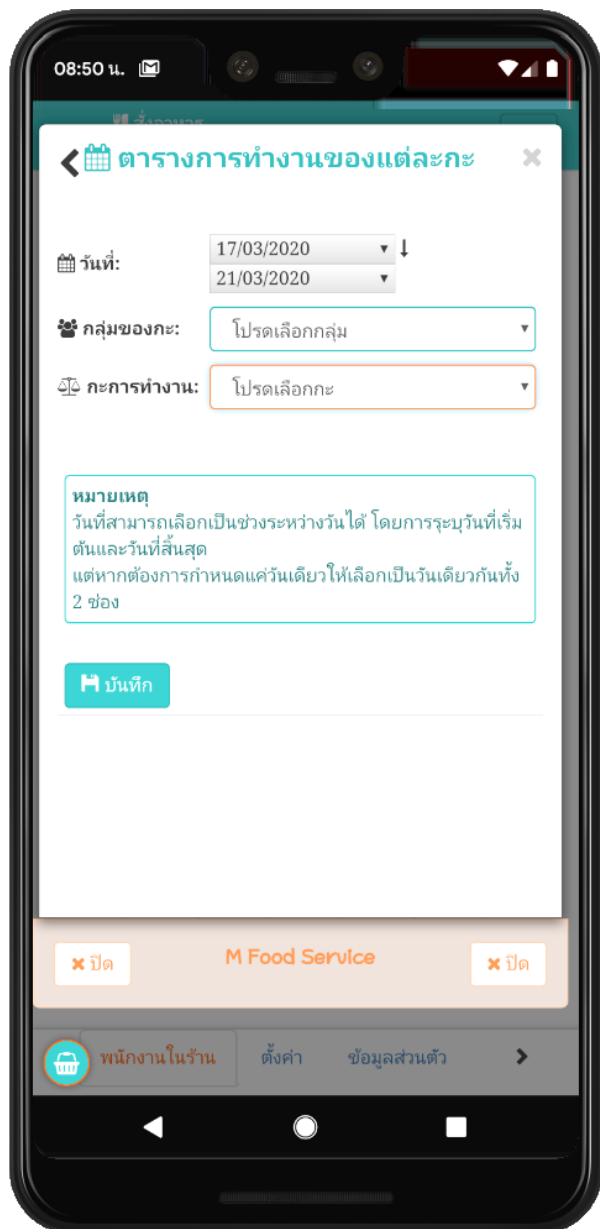 08:50 น.
สั่งอาหาร
ตารางการทำงานของแต่ละกะ
วันที่:
17/03/2020
21/03/2020
กลุ่มของกะ:
โปรดเลือกกลุ่ม
กะการทำงาน:
โปรดเลือกกะ
หมายเหตุ
วันที่สามารถเลือกเป็นช่วงระหว่างวันได้ โดยการระบุวันที่เริ่ม
ต้นและวันที่สิ้นสุด
แต่หากต้องการกำหนดแค่วันเดียวให้เลือกเป็นวันเดียวกันทั้ง
2 ช่อง
บันทึก
ปิด
M Food Service
ปิด
พนักงานในร้าน
ตั้งค่า
ข้อมูลส่วนตัว